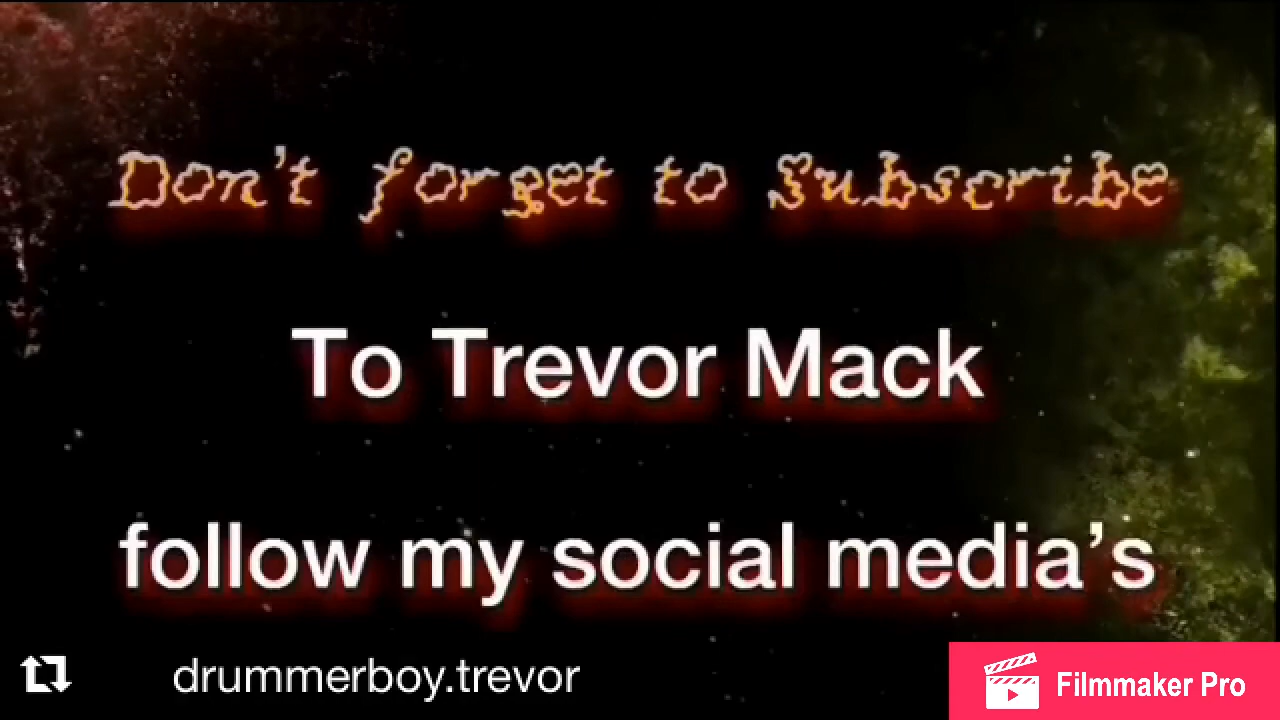 Don't forget to Subscribe
To Trevor Mack
follow my social media’s
drummerboy.trevor
Filmmaker Pro